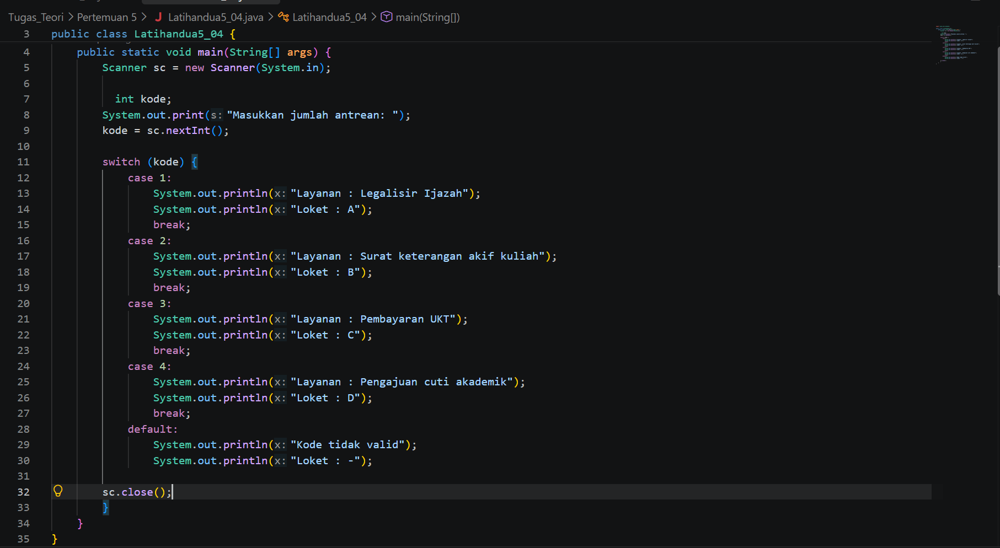 Tugas_Teori > Pertemuan 5 > J Latihandua5_04.java > Latihandua5_04 > main(String[])
3 public class Latihandua5_04 {
4 public static void main(String[] args) {
5 Scanner sc = new Scanner(System.in);
6
7 int kode;
8 System.out.print(s: "Masukkan jumlah antrean: ");
9 kode = sc.nextInt();
10
11 switch (kode) {
12 case 1:
13 System.out.println(x: "Layanan : Legalisir Ijazah");
14 System.out.println(x: "Loket : A");
15 break;
16 case 2:
17 System.out.println(x: "Layanan : Surat keterangan akif kuliah");
18 System.out.println(x: "Loket : B");
19 break;
20 case 3:
21 System.out.println(x: "Layanan : Pembayaran UKT");
22 System.out.println(x: "Loket : C");
23 break;
24 case 4:
25 System.out.println(x: "Layanan : Pengajuan cuti akademik");
26 System.out.println(x: "Loket : D");
27 break;
28 default:
29 System.out.println(x: "Kode tidak valid");
30 System.out.println(x: "Loket : -");
31
32 sc.close();
33 }
34 }
35 }